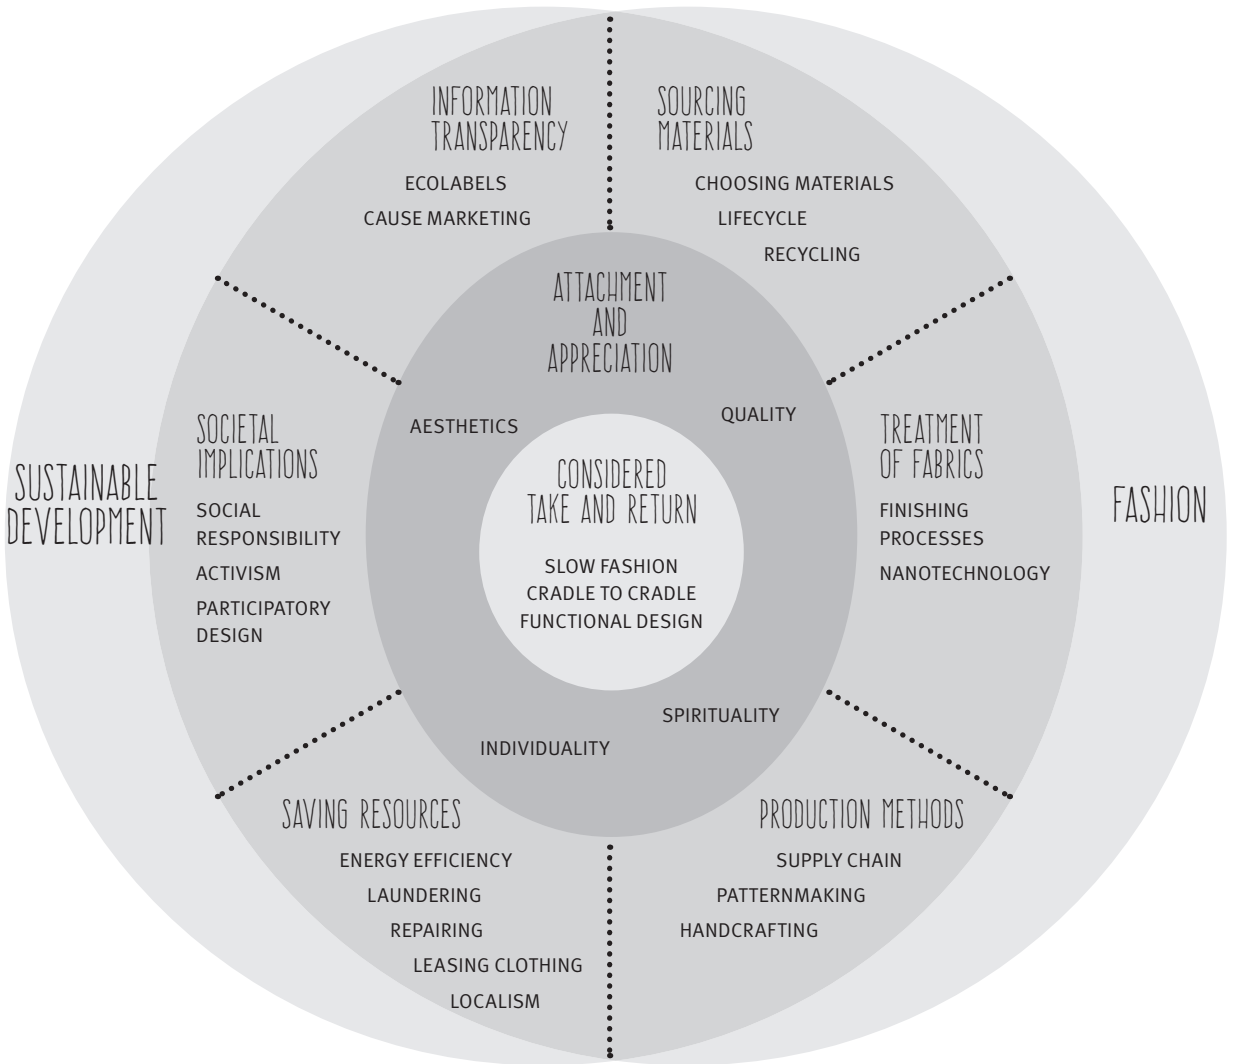 INFORMATION
TRANSPARENCY
ECOLABELS
CAUSE MARKETING
SOURCING
MATERIALS
CHOOSING MATERIALS
LIFECYCLE
RECYCLING
ATTACHMENT
AND
APPRECIATION
AESTHETICS
QUALITY
SUSTAINABLE
DEVELOPMENT
SOCIETAL
IMPLICATIONS
SOCIAL
RESPONSIBILITY
ACTIVISM
PARTICIPATORY
DESIGN
CONSIDERED
TAKE AND RETURN
SLOW FASHION
CRADLE TO CRADLE
FUNCTIONAL DESIGN
TREATMENT
OF FABRICS
FINISHING
PROCESSES
NANOTECHNOLOGY
FASHION
SPIRITUALITY
INDIVIDUALITY
SAVING RESOURCES
ENERGY EFFICIENCY
LAUNDERING
REPAIRING
LEASING CLOTHING
LOCALISM
PRODUCTION METHODS
SUPPLY CHAIN
PATTERNMAKING
HANDCRAFTING